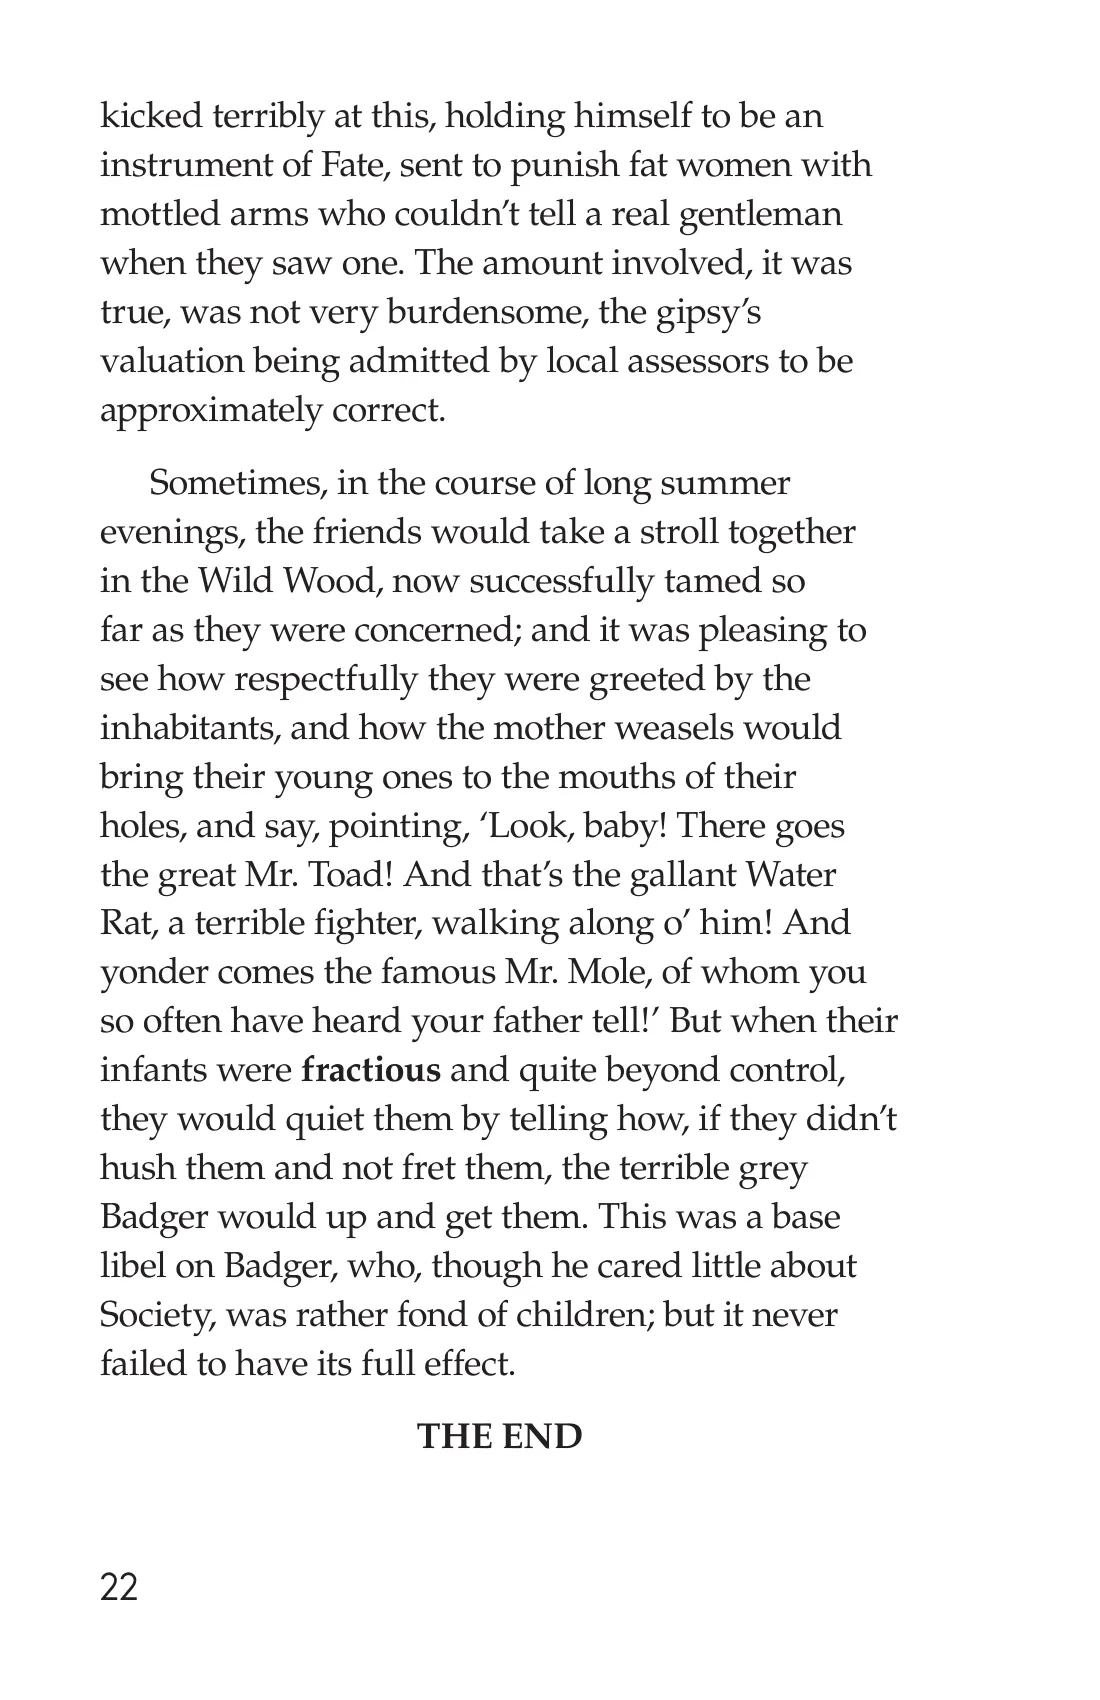 kicked terribly at this, holding himself to be an
instrument of Fate, sent to punish fat women with
mottled arms who couldn’t tell a real gentleman
when they saw one. The amount involved, it was
true, was not very burdensome, the gipsy’s
valuation being admitted by local assessors to be
approximately correct.
Sometimes, in the course of long summer
evenings, the friends would take a stroll together
in the Wild Wood, now successfully tamed so
far as they were concerned; and it was pleasing to
see how respectfully they were greeted by the
inhabitants, and how the mother weasels would
bring their young ones to the mouths of their
holes, and say, pointing, ‘Look, baby! There goes
the great Mr. Toad! And that’s the gallant Water
Rat, a terrible fighter, walking along o’ him! And
yonder comes the famous Mr. Mole, of whom you
so often have heard your father tell!’ But when their
infants were fractious and quite beyond control,
they would quiet them by telling how, if they didn’t
hush them and not fret them, the terrible grey
Badger would up and get them. This was a base
libel on Badger, who, though he cared little about
Society, was rather fond of children; but it never
failed to have its full effect.
THE END
22